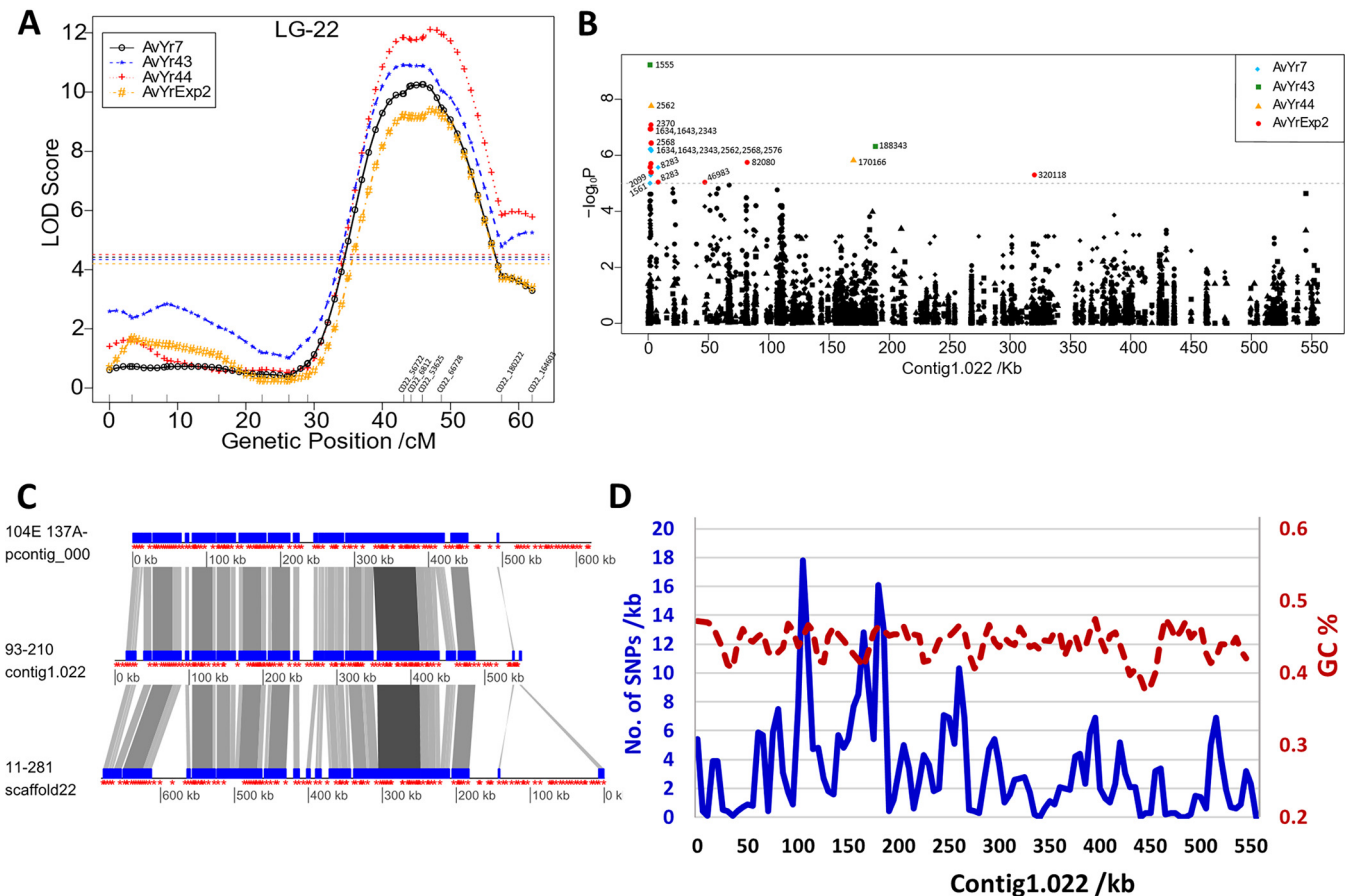 A
LG-22
LOD Score
12
10
8
6
4
2
0
AvYr7
AvYr43
AvYr44
AvYrExp2
C022_56722
C022_6812
C022_53625
C022_66728
C022_180222
C022_164603
0 10 20 30 40 50 60
Genetic Position /cM
B
−log10P
8
6
4
2
0
AvYr7
AvYr43
AvYr44
AvYrExp2
1555
2562
2370
1634,1643,2343
2568
1634,1643,2343,2562,2568,2576
188343
170166
82080
320118
8283
2099
8283
1561
46983
0 50 100 150 200 250 300 350 400 450 500 550
Contig1.022 /Kb
C
104E 137A-
pcontig_000
0 kb 100 kb 200 kb 300 kb 400 kb 500 kb 600 kb
93-210
contig1.022
0 kb 100 kb 200 kb 300 kb 400 kb 500 kb
11-281
scaffold22
600 kb 500 kb 400 kb 300 kb 200 kb 100 kb 0 k
D
No. of SNPs /kb
20
18
16
14
12
10
8
6
4
2
0
GC %
0.6
0.5
0.4
0.3
0.2
0 50 100 150 200 250 300 350 400 450 500 550
Contig1.022 /kb